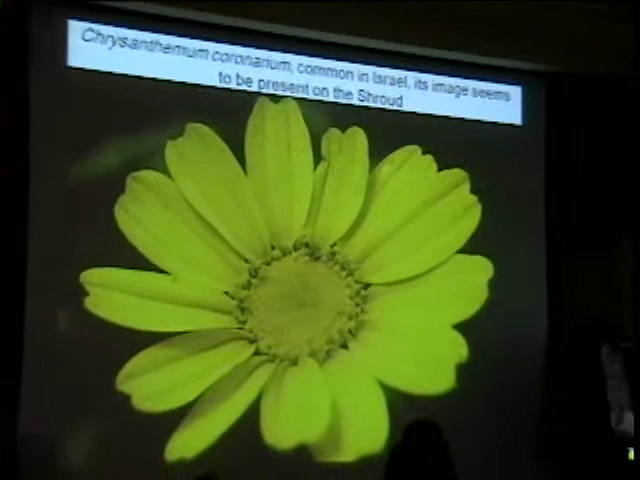 Chrysanthemum coronarium, common in Israel, its image seems
to be present on the Shroud